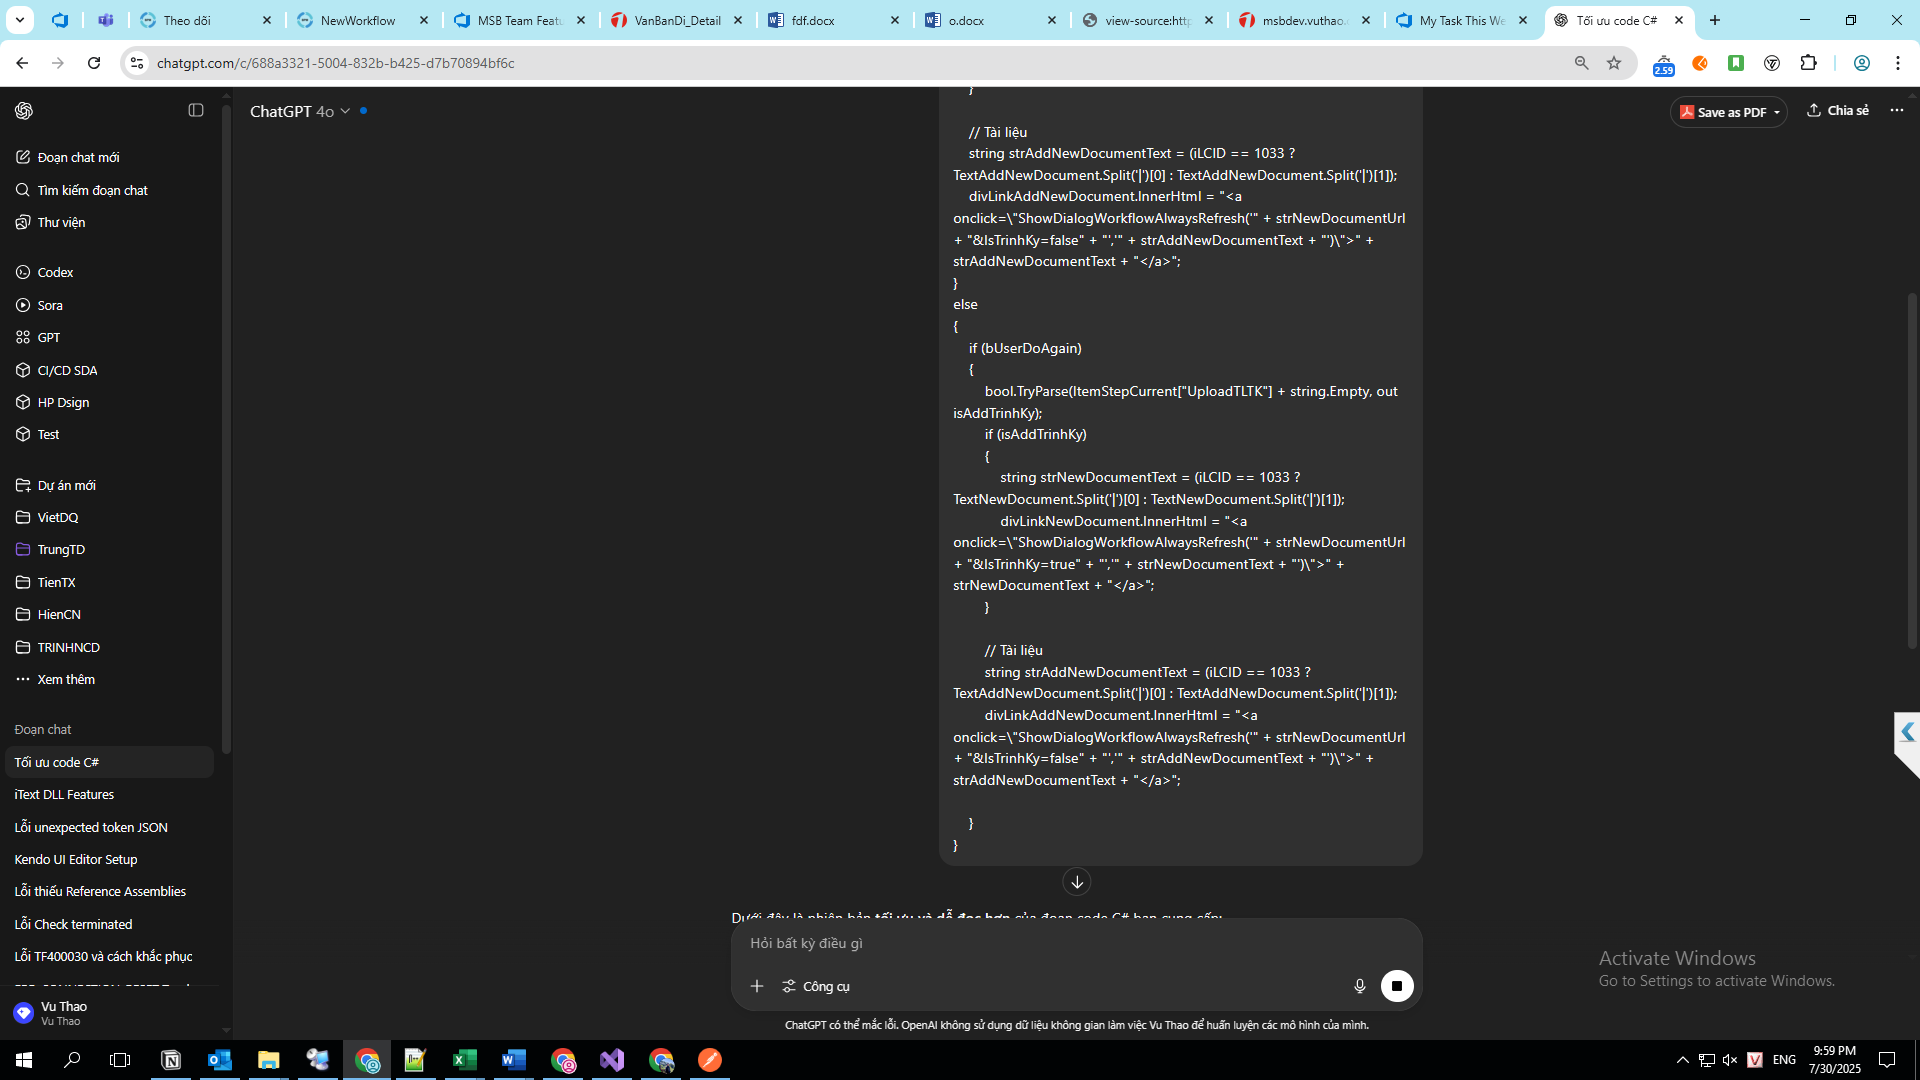 Theo dõi
NewWorkflow
MSB Team Featu
VanBanDi_Detail
fdf.docx
o.docx
view-source:http
msbdev.vuthao.c
My Task This We
Tối ưu code C#
chatgpt.com/c/688a3321-5004-832b-b425-d7b70894bf6c
2.59
ChatGPT 4o
Save as PDF
Chia sẻ
Đoạn chat mới
Tìm kiếm đoạn chat
Thư viện
Codex
Sora
GPT
CI/CD SDA
HP Dsign
Test
Dự án mới
VietDQ
TrungTD
TienTX
HienCN
TRINHNCD
Xem thêm
Đoạn chat
Tối ưu code C#
iText DLL Features
Lỗi unexpected token JSON
Kendo UI Editor Setup
Lỗi thiếu Reference Assemblies
Lỗi Check terminated
Lỗi TF400030 và cách khắc phục
Vu Thao
Vu Thao
}
// Tài liệu
string strAddNewDocumentText = (iLCID == 1033 ?
TextAddNewDocument.Split('|')[0] : TextAddNewDocument.Split('|')[1]);
divLinkAddNewDocument.InnerHtml = "<a
onclick=\"ShowDialogWorkflowAlwaysRefresh('" + strNewDocumentUrl
+ "&IsTrinhKy=false" + "','" + strAddNewDocumentText + "')\">" +
strAddNewDocumentText + "</a>";
}
else
{
if (bUserDoAgain)
{
bool.TryParse(ItemStepCurrent["UploadTLTK"] + string.Empty, out
isAddTrinhKy);
if (isAddTrinhKy)
{
string strNewDocumentText = (iLCID == 1033 ?
TextNewDocument.Split('|')[0] : TextNewDocument.Split('|')[1]);
divLinkNewDocument.InnerHtml = "<a
onclick=\"ShowDialogWorkflowAlwaysRefresh('" + strNewDocumentUrl
+ "&IsTrinhKy=true" + "','" + strNewDocumentText + "')\">" +
strNewDocumentText + "</a>";
}
// Tài liệu
string strAddNewDocumentText = (iLCID == 1033 ?
TextAddNewDocument.Split('|')[0] : TextAddNewDocument.Split('|')[1]);
divLinkAddNewDocument.InnerHtml = "<a
onclick=\"ShowDialogWorkflowAlwaysRefresh('" + strNewDocumentUrl
+ "&IsTrinhKy=false" + "','" + strAddNewDocumentText + "')\">" +
strAddNewDocumentText + "</a>";
}
}
Dưới đây là phiên bản tối ưu và dễ đọc hơn của đoạn code C# bạn cung cấp:
Hỏi bất kỳ điều gì
Công cụ
ChatGPT có thể mắc lỗi. OpenAI không sử dụng dữ liệu không gian làm việc Vu Thao để huấn luyện các mô hình của mình.
Activate Windows
Go to Settings to activate Windows.
ENG
9:59 PM
7/30/2025